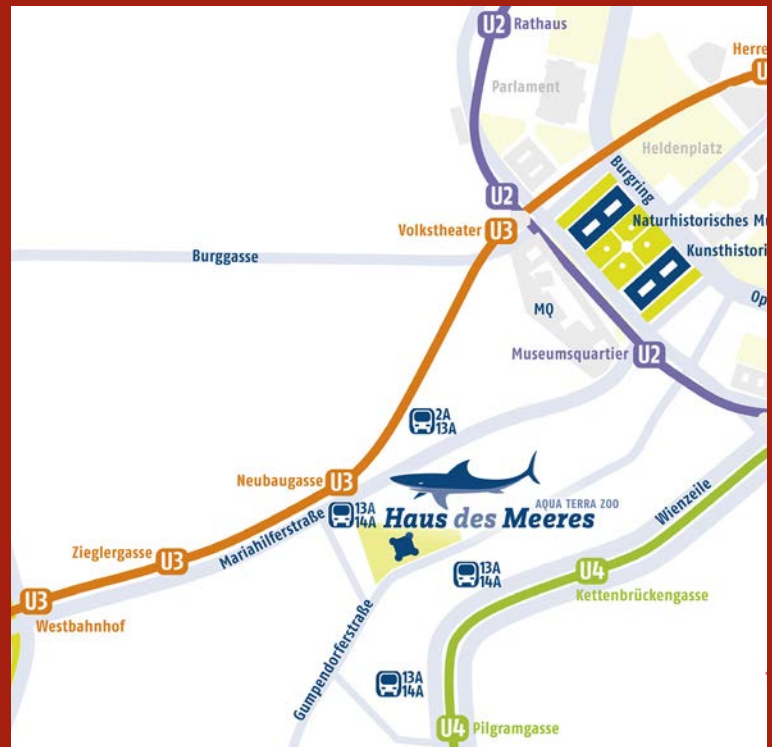 U2 Rathaus
Herre
U
Parlament
Heldenplatz
Burgring
U2
Volkstheater U3
Naturhistorisches Mu
Kunsthistori
Burggasse
Op
MQ
Museumsquartier U2
2A
13A
Neubaugasse U3
AQUA TERRA ZOO
Haus des Meeres
13A
14A
Mariahilferstraße
Wienzeile
Zieglergasse U3
13A
14A
U4
Kettenbrückengasse
U3
Westbahnhof
Gumpendorferstraße
13A
14A
U4 Pilgramgasse